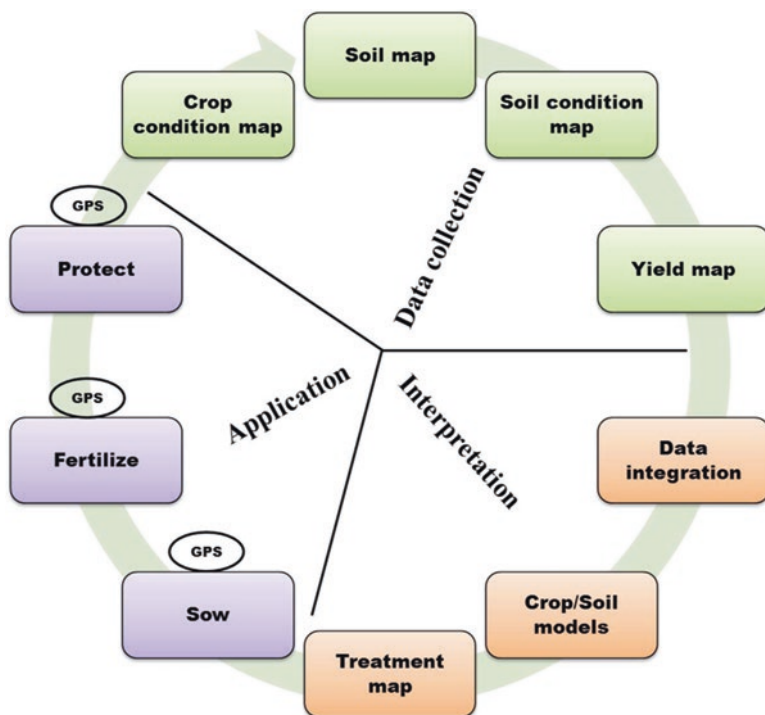 Soil map
Crop
condition map
Soil condition
map
GPS
Protect
Data collection
Yield map
GPS
Fertilize
Application
Interpretation
Data
integration
GPS
Sow
Crop/Soil
models
Treatment
map